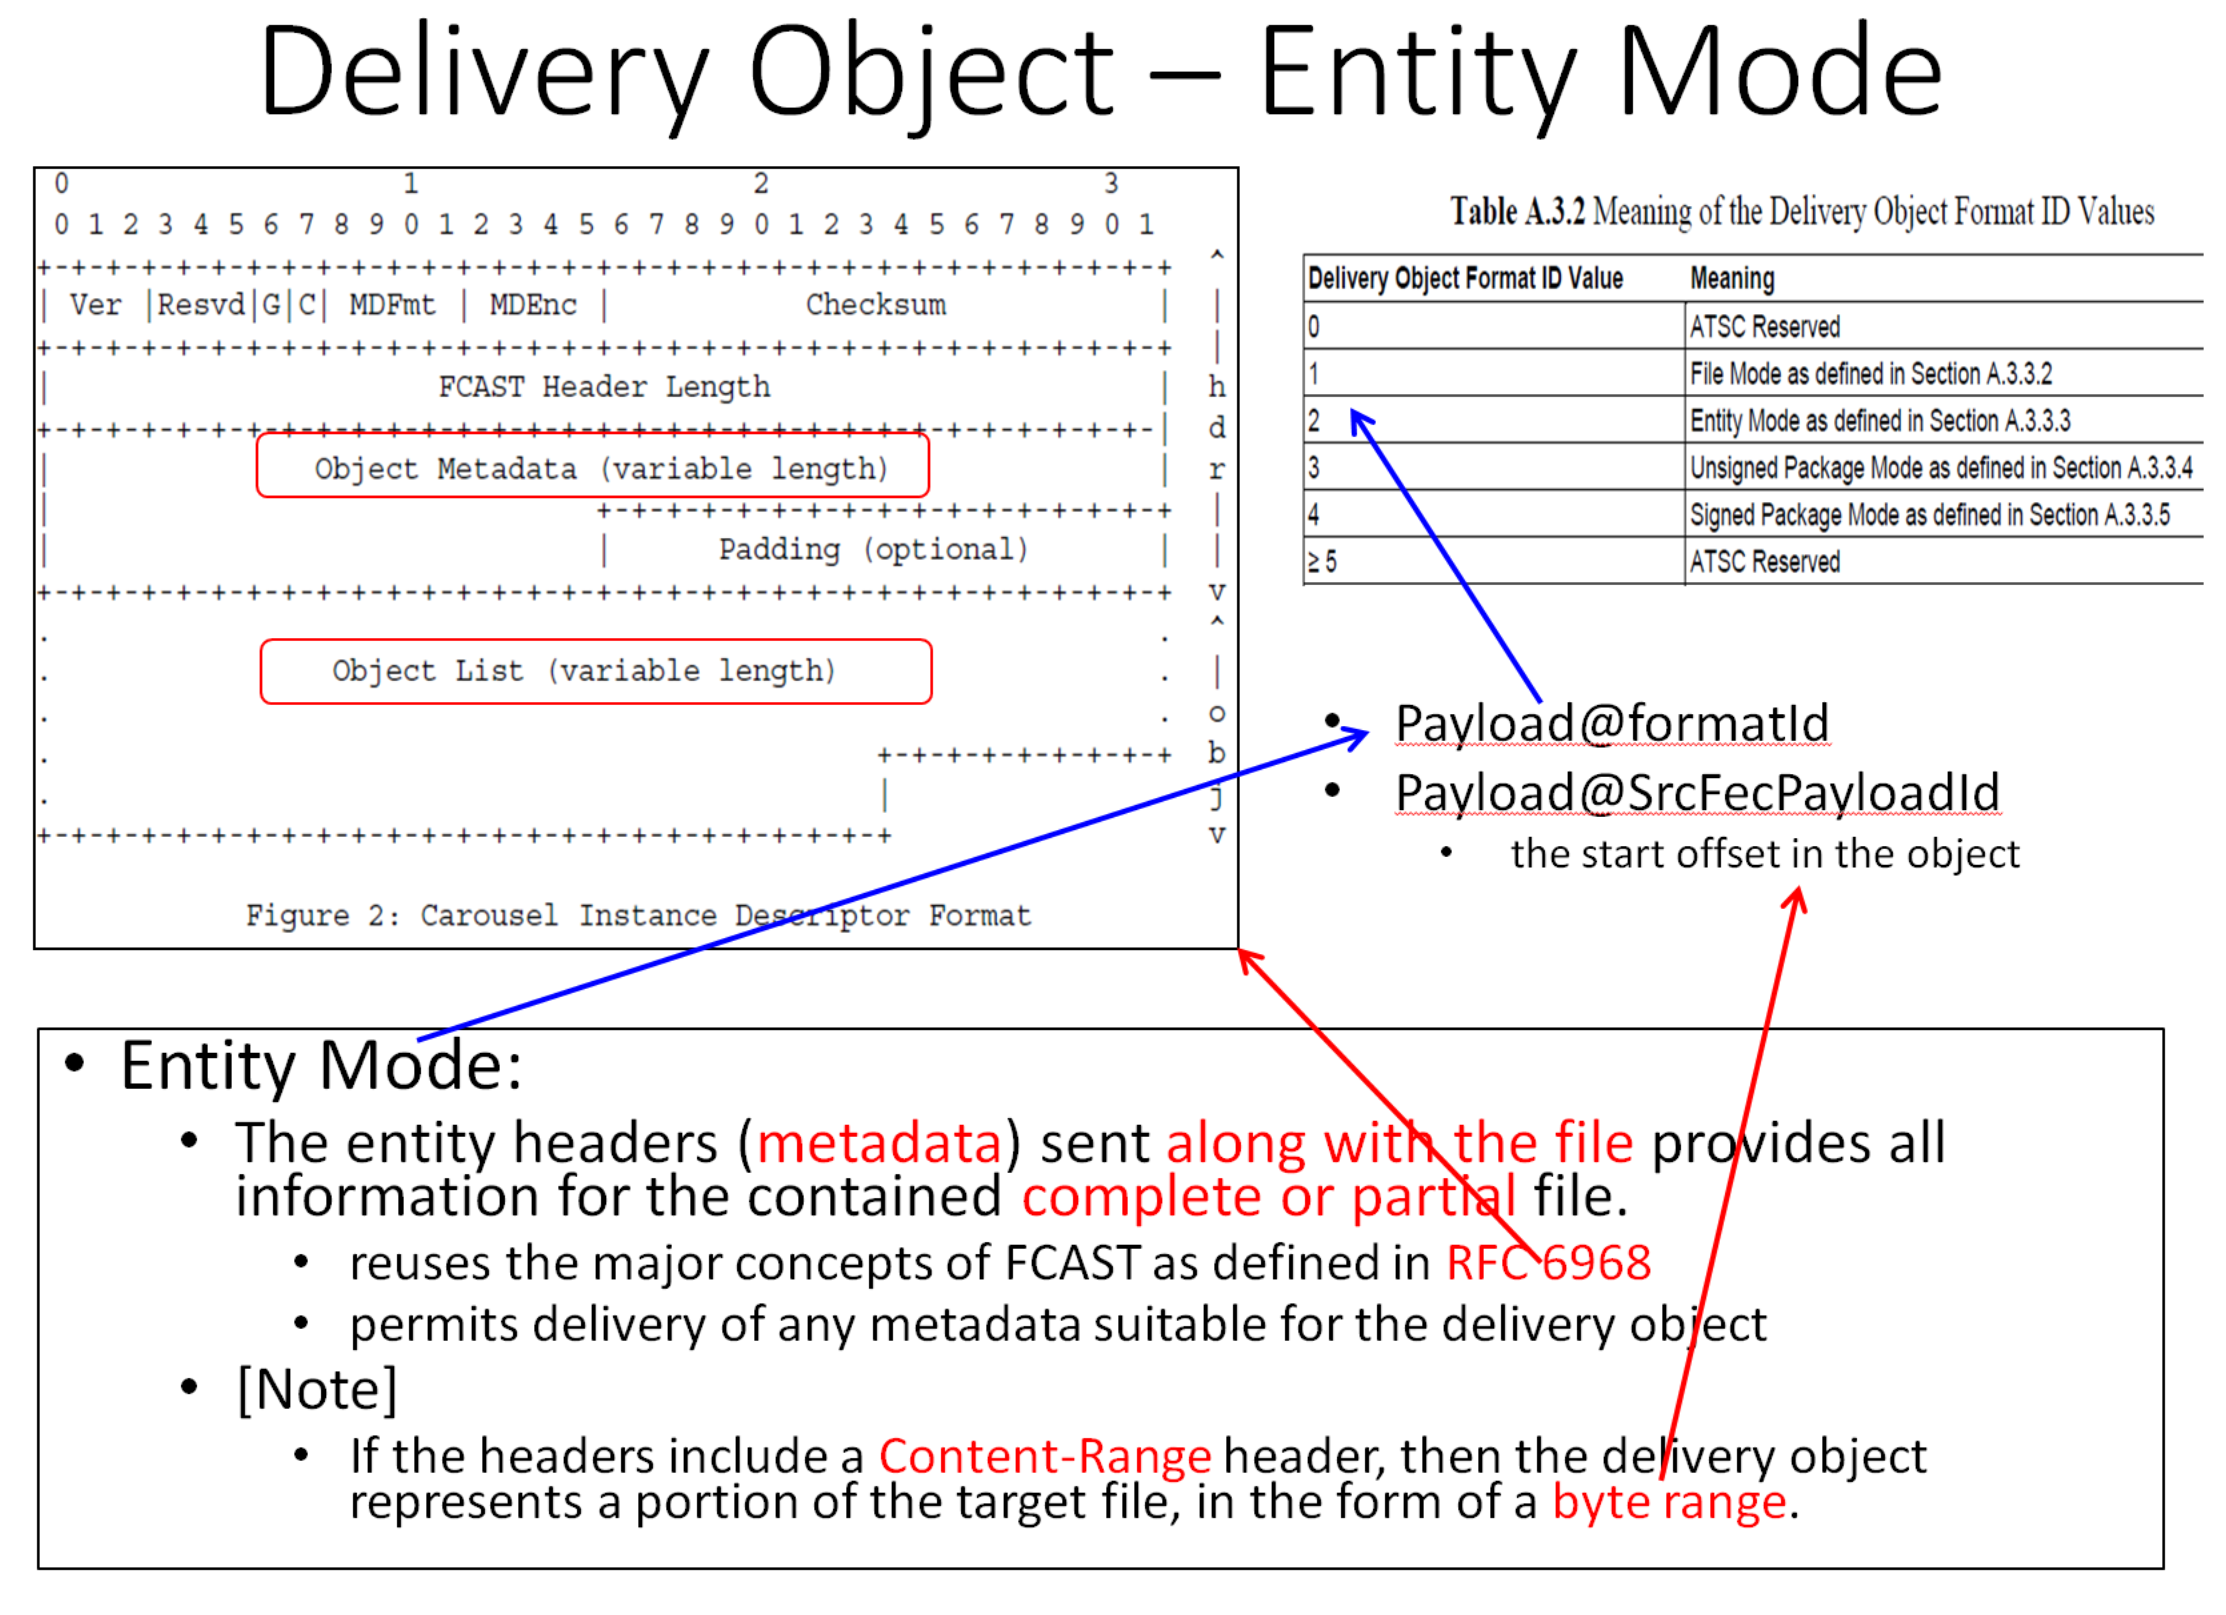 Delivery Object – Entity Mode
0 1 2 3
0 1 2 3 4 5 6 7 8 9 0 1 2 3 4 5 6 7 8 9 0 1 2 3 4 5 6 7 8 9 0 1
+-+-+-+-+-+-+-+-+-+-+-+-+-+-+-+-+-+-+-+-+-+-+-+-+-+-+-+-+-+-+-+-+ ^
| Ver |Resvd|G|C| MDFmt | MDEnc | Checksum | |
+-+-+-+-+-+-+-+-+-+-+-+-+-+-+-+-+-+-+-+-+-+-+-+-+-+-+-+-+-+-+-+-+ |
| FCAST Header Length | h
+-+-+-+-+-+-+-+-+-+-+-+-+-+-+-+-+-+-+-+-+-+-+-+-+-+-+-+-+-+-+-+-| d
| Object Metadata (variable length) | r
| +-+-+-+-+-+-+-+-+-+-+-+-+-+-+-+-+ |
| | Padding (optional) | |
+-+-+-+-+-+-+-+-+-+-+-+-+-+-+-+-+-+-+-+-+-+-+-+-+-+-+-+-+-+-+-+-+ v
. . ^
. Object List (variable length) . |
. . o
. +-+-+-+-+-+-+-+-+ b
. | j
+-+-+-+-+-+-+-+-+-+-+-+-+-+-+-+-+-+-+-+-+-+-+-+-+ v
Figure 2: Carousel Instance Descriptor Format
Table A.3.2 Meaning of the Delivery Object Format ID Values
Delivery Object Format ID Value Meaning
0 ATSC Reserved
1 File Mode as defined in Section A.3.3.2
2 Entity Mode as defined in Section A.3.3.3
3 Unsigned Package Mode as defined in Section A.3.3.4
4 Signed Package Mode as defined in Section A.3.3.5
≥ 5 ATSC Reserved
• Payload@formatId
• Payload@SrcFecPayloadId
• the start offset in the object
• Entity Mode:
• The entity headers (metadata) sent along with the file provides all
information for the contained complete or partial file.
• reuses the major concepts of FCAST as defined in RFC 6968
• permits delivery of any metadata suitable for the delivery object
• [Note]
• If the headers include a Content-Range header, then the delivery object
represents a portion of the target file, in the form of a byte range.